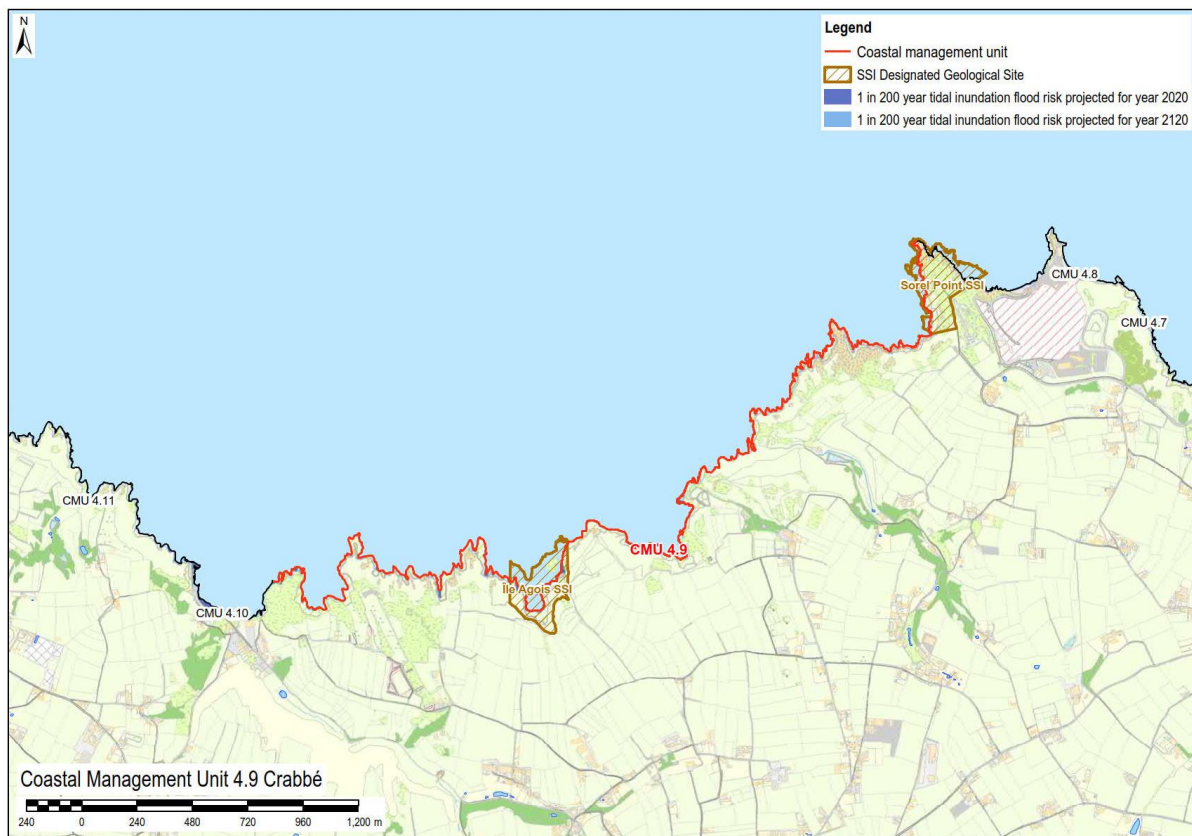 N
Legend
Coastal management unit
SSI Designated Geological Site
1 in 200 year tidal inundation flood risk projected for year 2020
1 in 200 year tidal inundation flood risk projected for year 2120
CMU 4.8
Sorel Point SSI
CMU 4.7
CMU 4.11
CMU 4.9
Île Agois SSI
CMU 4.10
Coastal Management Unit 4.9 Crabbé
240 0 240 480 720 960 1,200 m